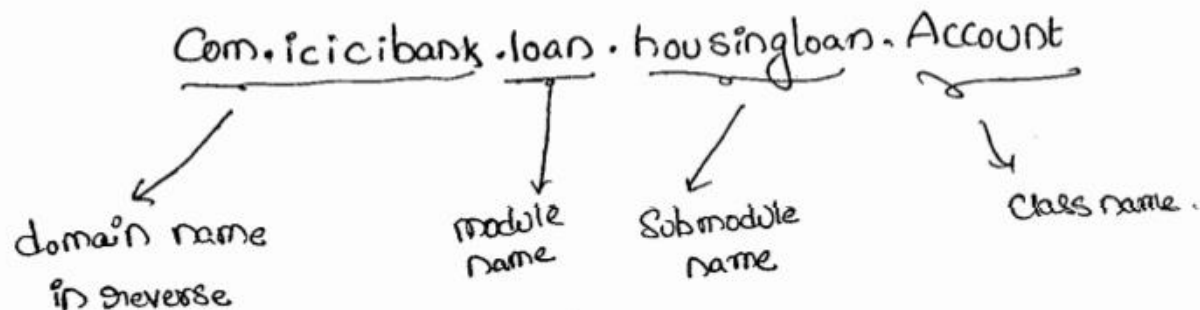 Com.icicibank.loan.housingloan.Account
domain name
in reverse
module
name
Submodule
name
Class name.